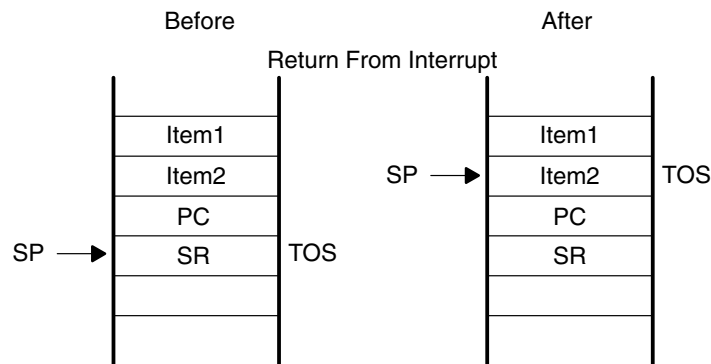 Before After
Return From Interrupt
Item1 Item1
SP Item2 Item2 TOS
PC PC
SP SR TOS SR